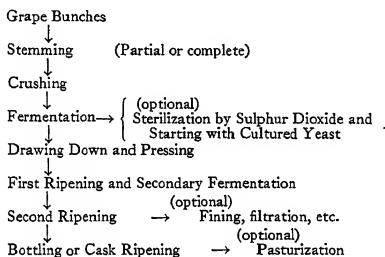 Grape Bunches
Stemming (Partial or complete)
Crushing
(optional)
Fermentation→ { Sterilization by Sulphur Dioxide and
Starting with Cultured Yeast
Drawing Down and Pressing
First Ripening and Secondary Fermentation
(optional)
Second Ripening → Fining, filtration, etc.
(optional)
Bottling or Cask Ripening → Pasturization